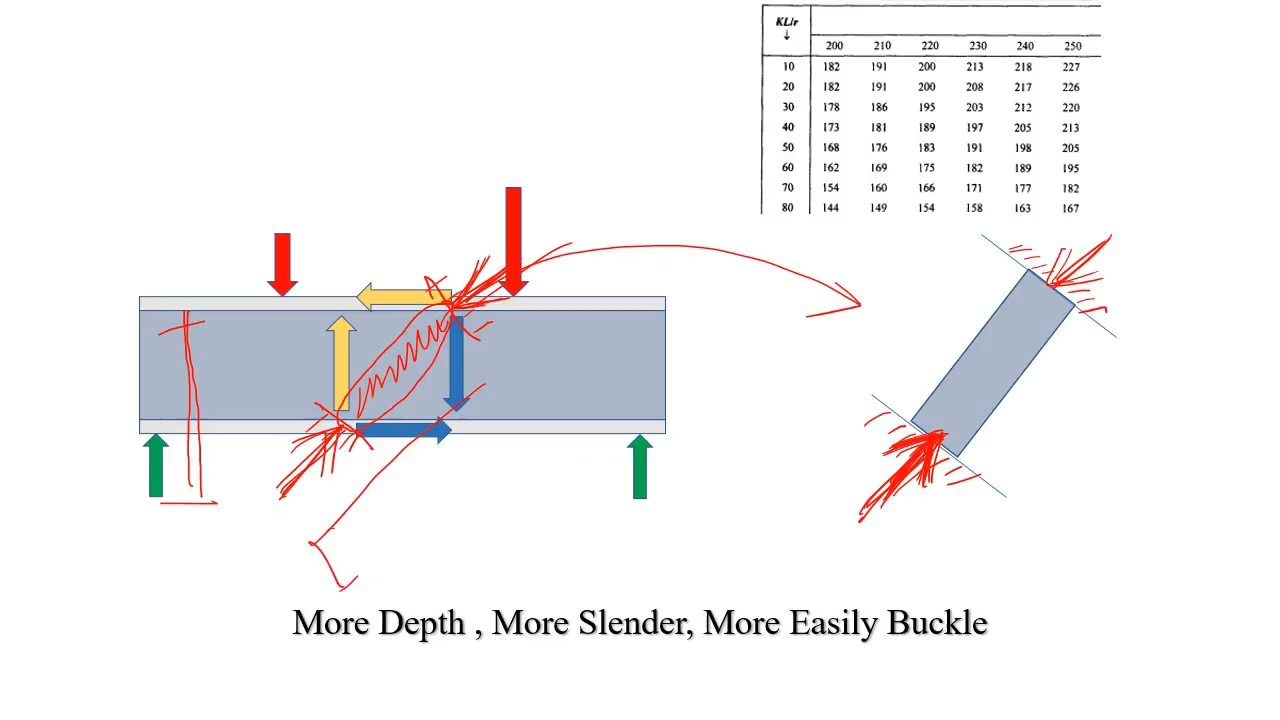 KL/r
↓
200 210 220 230 240 250
10 182 191 200 213 218 227
20 182 191 200 208 217 226
30 178 186 195 203 212 220
40 173 181 189 197 205 213
50 168 176 183 191 198 205
60 162 169 175 182 189 195
70 154 160 166 171 177 182
80 144 149 154 158 163 167
More Depth , More Slender, More Easily Buckle